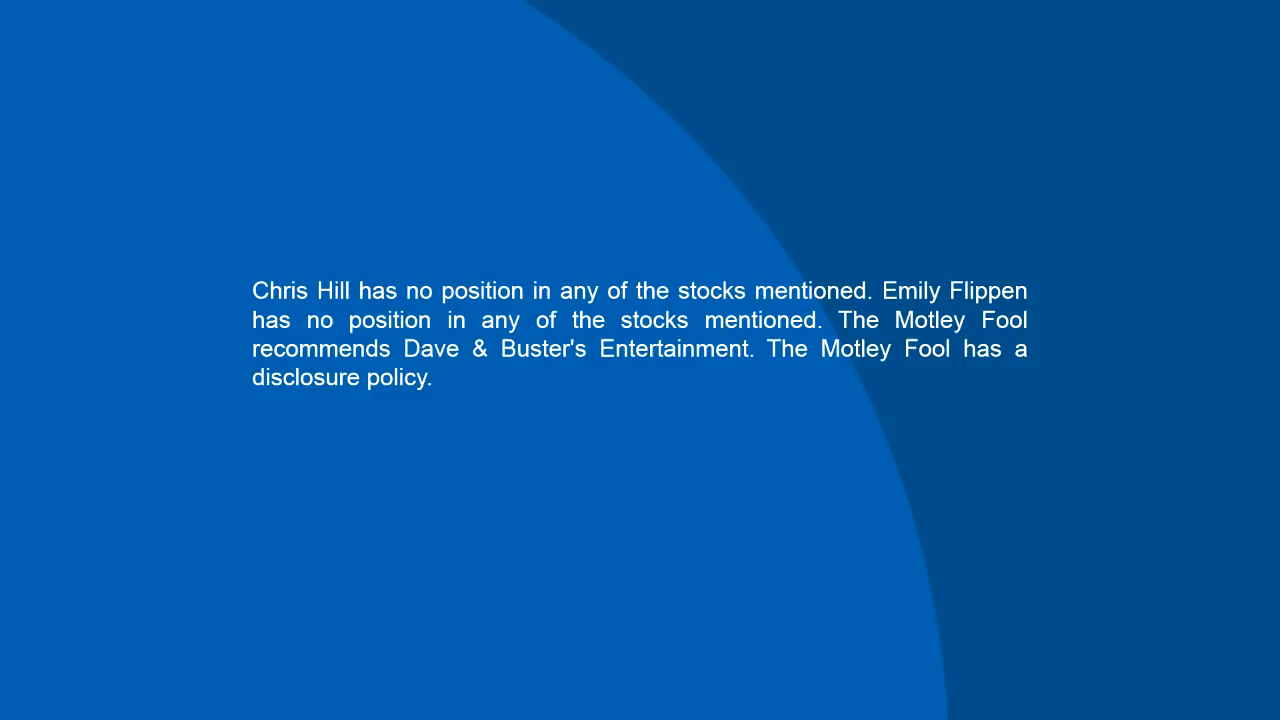 Chris Hill has no position in any of the stocks mentioned. Emily Flippen
has no position in any of the stocks mentioned. The Motley Fool
recommends Dave & Buster's Entertainment. The Motley Fool has a
disclosure policy.